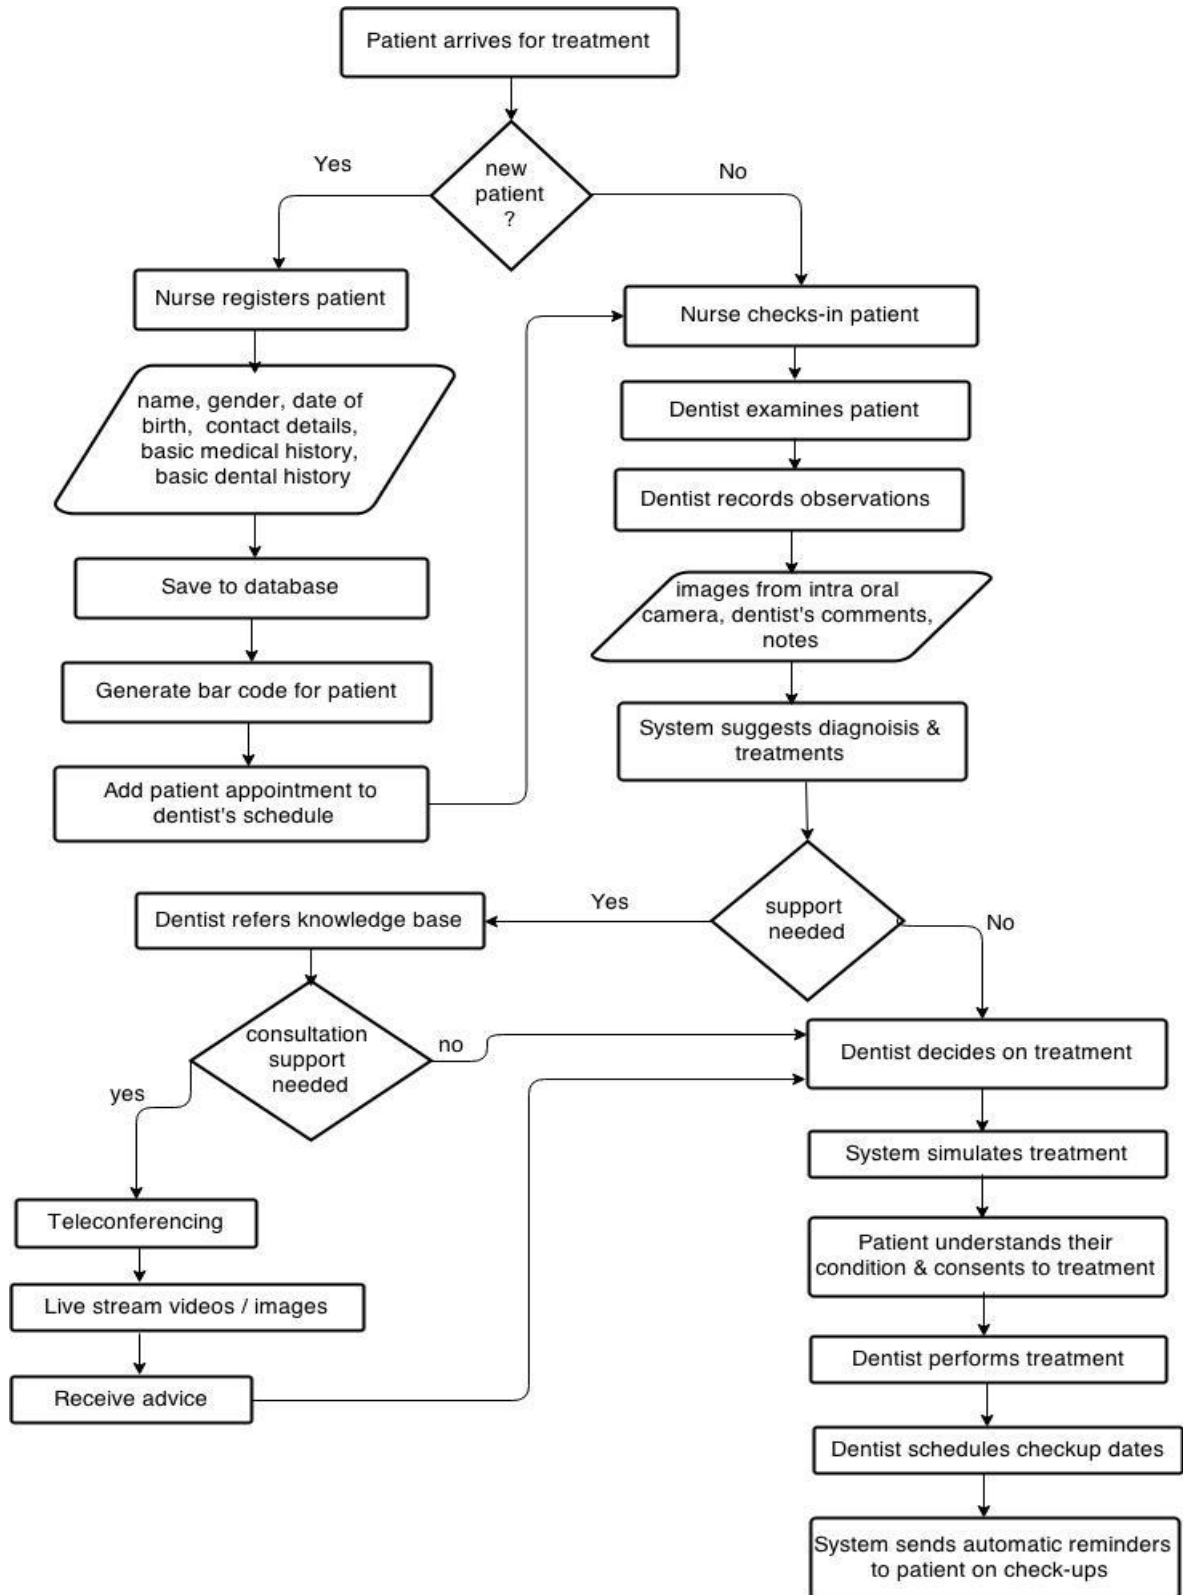 Patient arrives for treatment
new
patient
?
Yes
No
Nurse registers patient
name, gender, date of
birth, contact details,
basic medical history,
basic dental history
Save to database
Generate bar code for patient
Add patient appointment to
dentist's schedule
Nurse checks-in patient
Dentist examines patient
Dentist records observations
images from intra oral
camera, dentist's comments,
notes
System suggests diagnoisis &
treatments
support
needed
Yes
No
Dentist refers knowledge base
consultation
support
needed
no
yes
Teleconferencing
Live stream videos / images
Receive advice
Dentist decides on treatment
System simulates treatment
Patient understands their
condition & consents to treatment
Dentist performs treatment
Dentist schedules checkup dates
System sends automatic reminders
to patient on check-ups